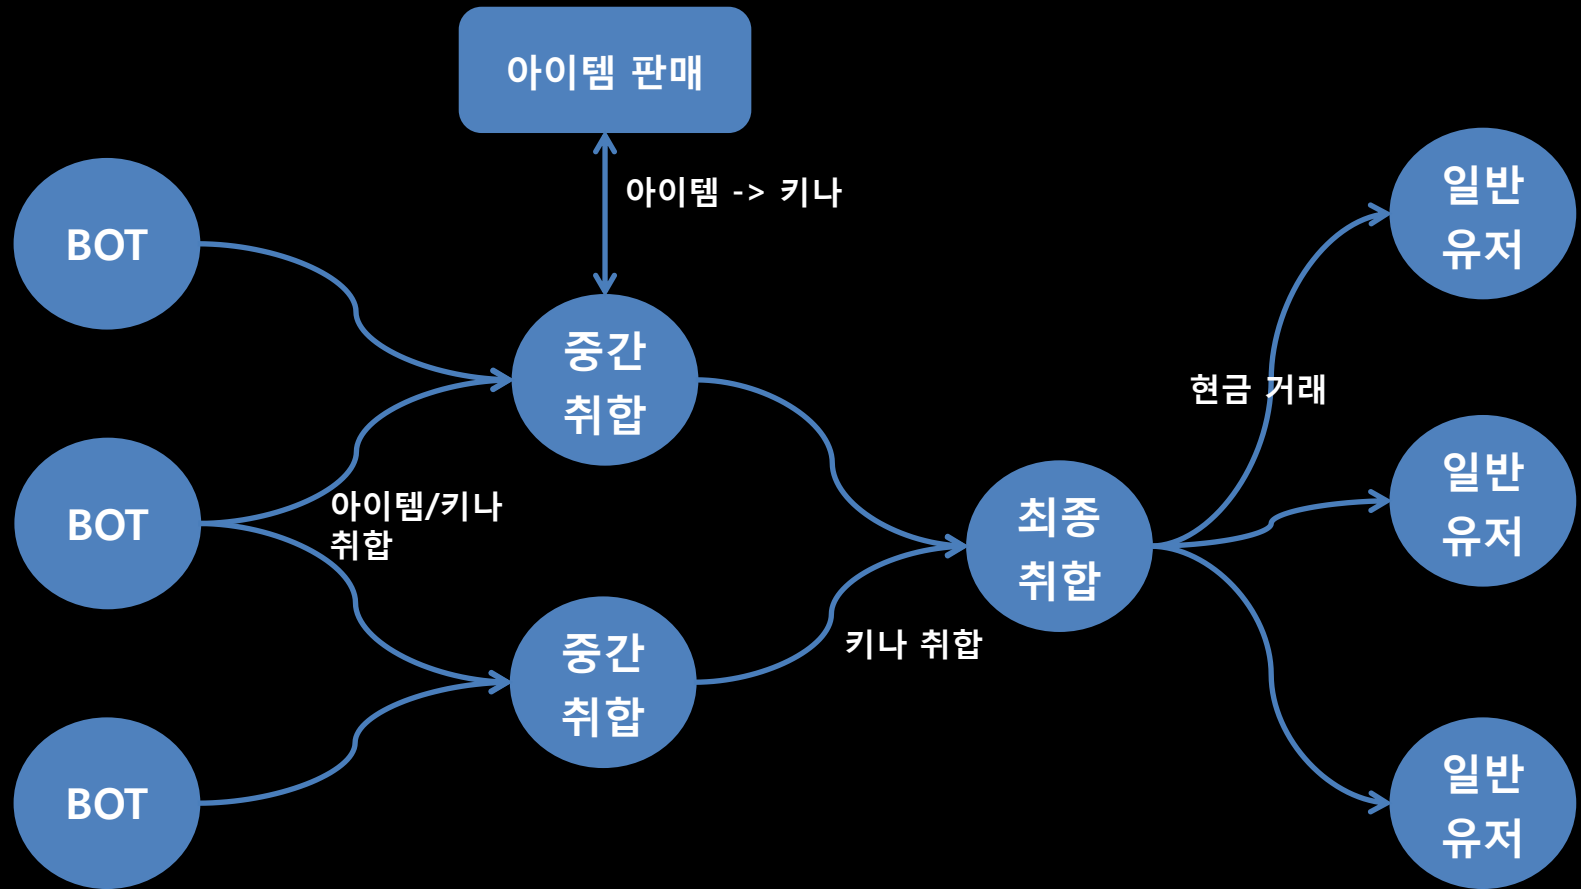 아이템 판매
아이템 -> 키나
BOT
중간
취합
BOT
아이템/키나
취합
중간
취합
BOT
최종
취합
키나 취합
현금 거래
일반
유저
일반
유저
일반
유저